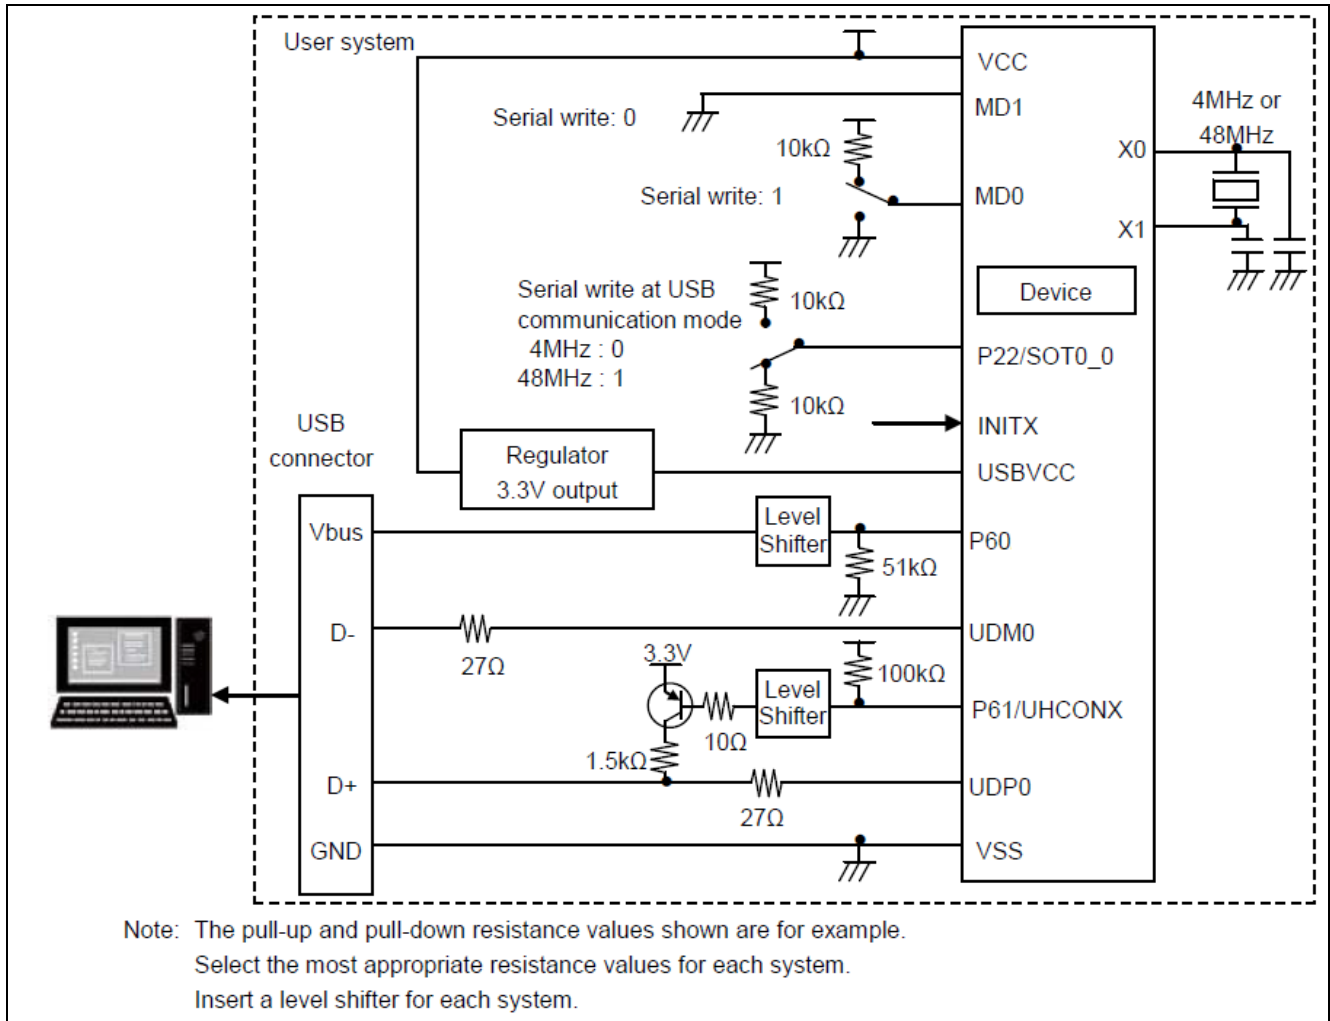 User system
VCC
MD1
Serial write: 0
4MHz or
48MHz
10kΩ
X0
Serial write: 1
MD0
X1
Serial write at USB
communication mode
4MHz : 0
48MHz : 1
10kΩ
Device
P22/SOT0_0
10kΩ
INITX
USB
connector
Regulator
3.3V output
USBVCC
Vbus
Level
Shifter
P60
51kΩ
D-
27Ω
UDM0
3.3V
100kΩ
Level
Shifter
P61/UHCONX
10Ω
1.5kΩ
D+
27Ω
UDP0
GND
VSS
Note: The pull-up and pull-down resistance values shown are for example.
Select the most appropriate resistance values for each system.
Insert a level shifter for each system.